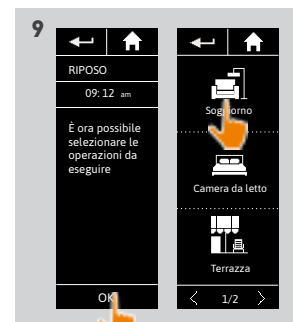 9
RIPOSO
09: 12 am
È ora possibile
selezionare le
operazioni da
eseguire
OK
Soggiorno
Camera da letto
Terrazza
1/2